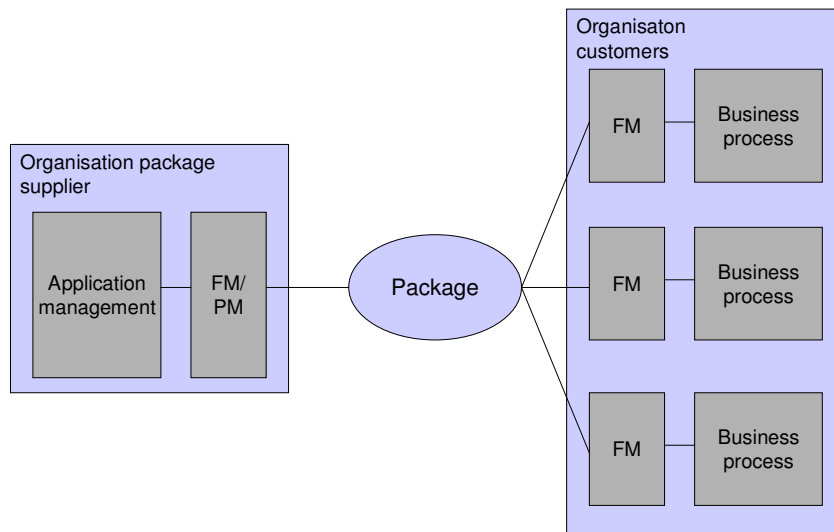 Organisation package
supplier
Application
management
FM/
PM
Package
Organisaton
customers
FM
Business
process
FM
Business
process
FM
Business
process